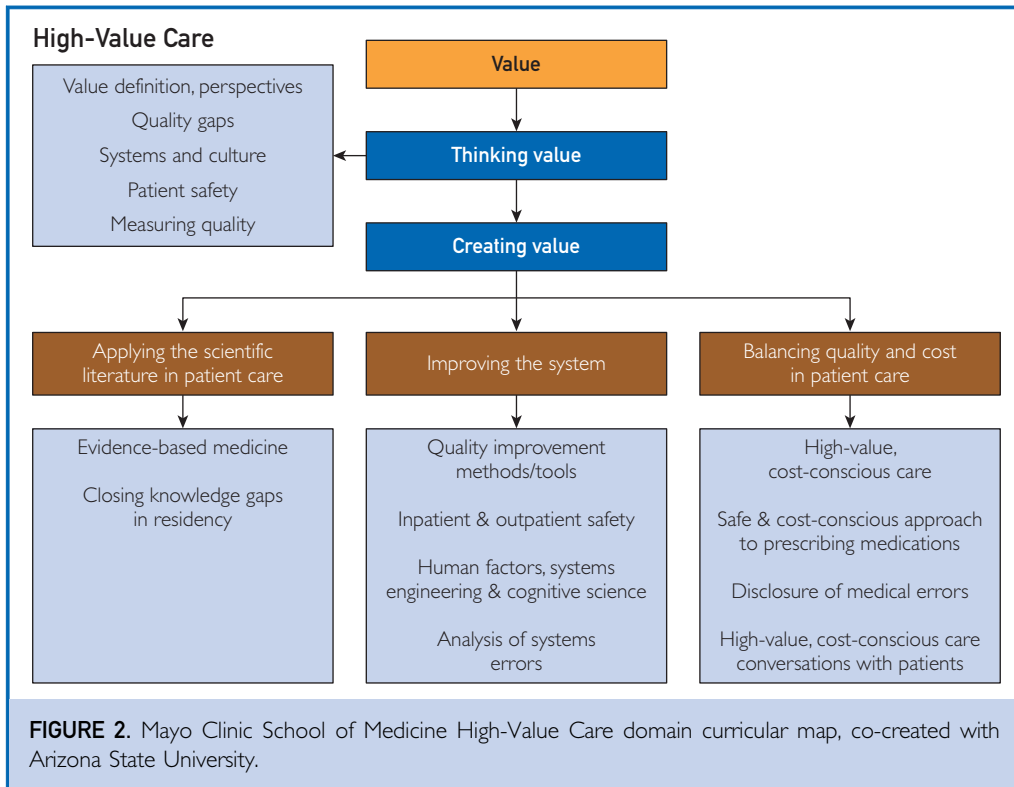 High-Value Care
Value definition, perspectives
Quality gaps
Systems and culture
Patient safety
Measuring quality
Value
Thinking value
Creating value
Applying the scientific
literature in patient care
Improving the system
Balancing quality and cost
in patient care
Evidence-based medicine
Closing knowledge gaps
in residency
Quality improvement
methods/tools
Inpatient & outpatient safety
Human factors, systems
engineering & cognitive science
Analysis of systems
errors
High-value,
cost-conscious care
Safe & cost-conscious approach
to prescribing medications
Disclosure of medical errors
High-value, cost-conscious care
conversations with patients
FIGURE 2. Mayo Clinic School of Medicine High-Value Care domain curricular map, co-created with
Arizona State University.